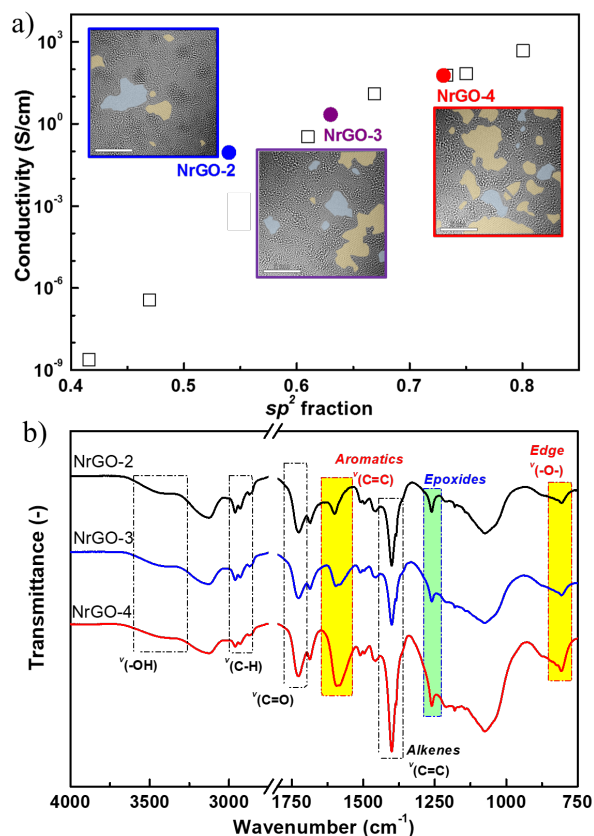 a)
10³
10⁰
10⁻³
10⁻⁶
10⁻⁹
Conductivity (S/cm)
NrGO-2
NrGO-3
NrGO-4
0.4 0.5 0.6 0.7 0.8
sp² fraction
b)
NrGO-2
NrGO-3
NrGO-4
Aromatics
ν(C=C)
Epoxides
Edge
ν(-O-)
ν(-OH)
ν(C-H)
ν(C=O)
Alkenes
ν(C=C)
Transmittance (-)
4000 3500 3000 1750 1500 1250 1000 750
Wavenumber (cm⁻¹)